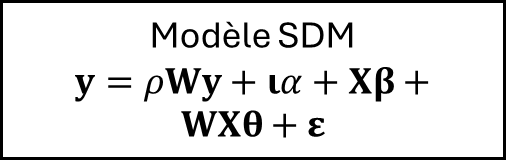 Modèle SDM
𝐲 = 𝜌𝐖𝐲 + 𝛊𝛼 + 𝐗𝛃 +
𝐖𝐗𝛉 + 𝛆